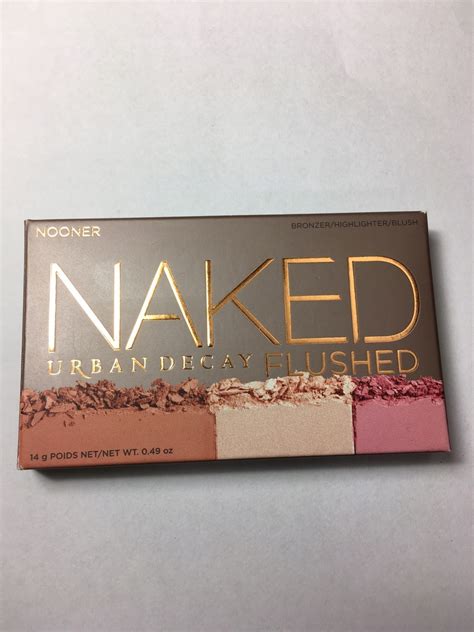 NOONER
BRONZER/HIGHLIGHTER/BLUSH
NAKED
URBAN DECAY FLUSHED
14 g POIDS NET/NET WT. 0.49 oz